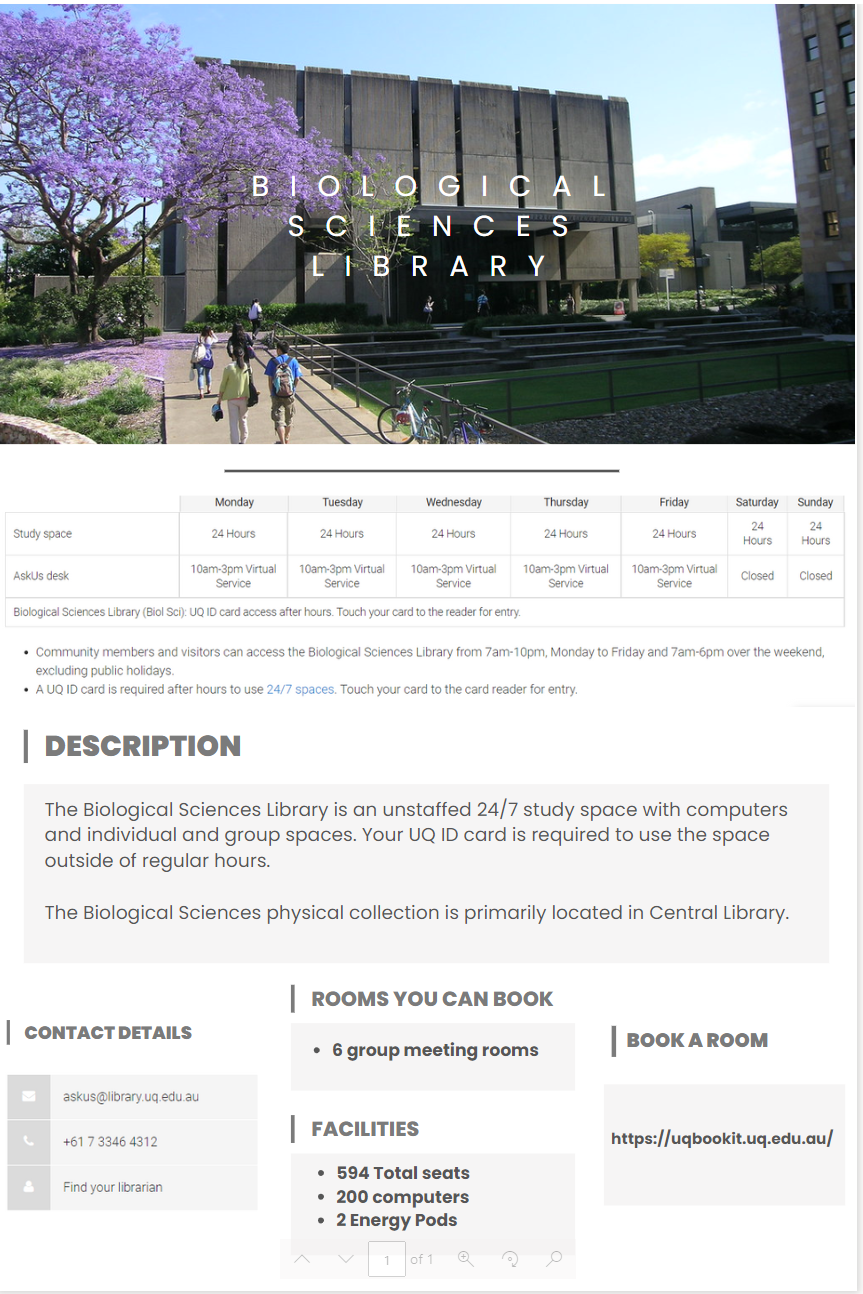 BIOLOGICAL
SCIENCES
LIBRARY
Monday Tuesday Wednesday Thursday Friday Saturday Sunday
Study space 24 Hours 24 Hours 24 Hours 24 Hours 24 Hours 24 Hours 24 Hours
AskUs desk 10am-3pm Virtual Service 10am-3pm Virtual Service 10am-3pm Virtual Service 10am-3pm Virtual Service 10am-3pm Virtual Service Closed Closed
Biological Sciences Library (Biol Sci): UQ ID card access after hours. Touch your card to the reader for entry.
• Community members and visitors can access the Biological Sciences Library from 7am-10pm, Monday to Friday and 7am-6pm over the weekend,
excluding public holidays.
• A UQ ID card is required after hours to use 24/7 spaces. Touch your card to the card reader for entry.
DESCRIPTION
The Biological Sciences Library is an unstaffed 24/7 study space with computers
and individual and group spaces. Your UQ ID card is required to use the space
outside of regular hours.
The Biological Sciences physical collection is primarily located in Central Library.
CONTACT DETAILS
askus@library.uq.edu.au
+61 7 3346 4312
Find your librarian
ROOMS YOU CAN BOOK
• 6 group meeting rooms
FACILITIES
• 594 Total seats
• 200 computers
• 2 Energy Pods
1 of 1
BOOK A ROOM
https://uqbookit.uq.edu.au/